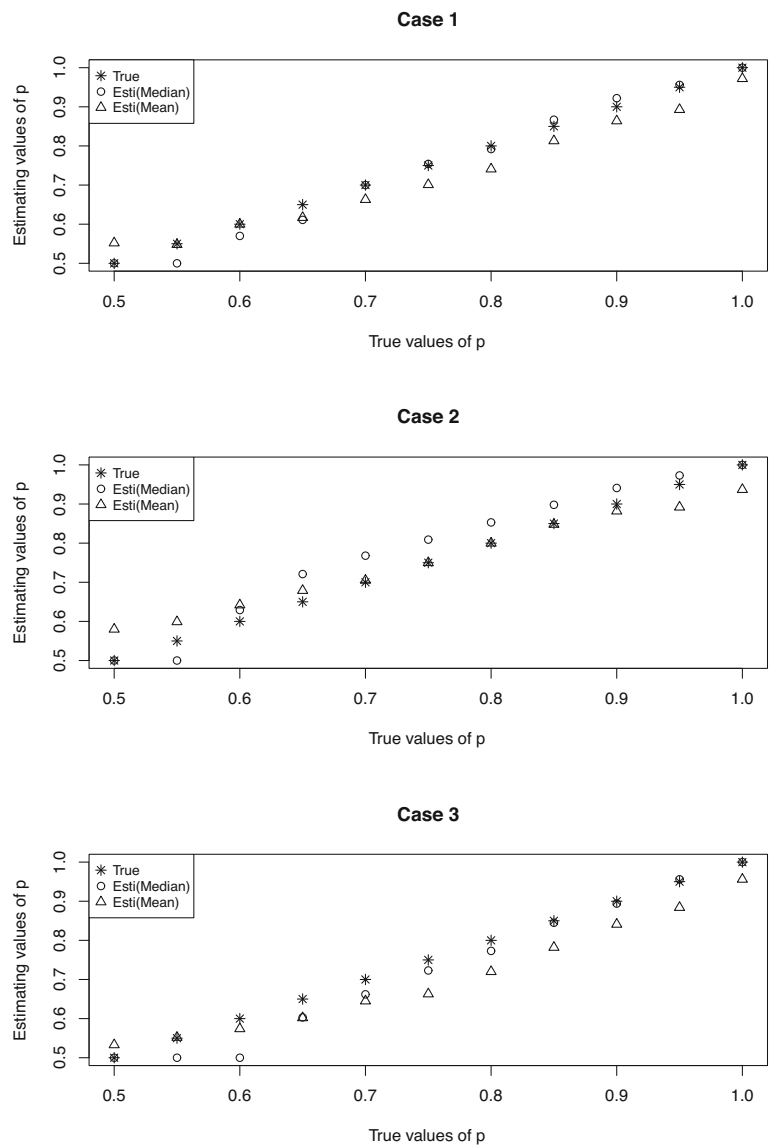 Case 1
True
Esti(Median)
Esti(Mean)
Estimating values of p
1.0
0.9
0.8
0.7
0.6
0.5
0.5 0.6 0.7 0.8 0.9 1.0
True values of p
Case 2
True
Esti(Median)
Esti(Mean)
Estimating values of p
1.0
0.9
0.8
0.7
0.6
0.5
0.5 0.6 0.7 0.8 0.9 1.0
True values of p
Case 3
True
Esti(Median)
Esti(Mean)
Estimating values of p
1.0
0.9
0.8
0.7
0.6
0.5
0.5 0.6 0.7 0.8 0.9 1.0
True values of p